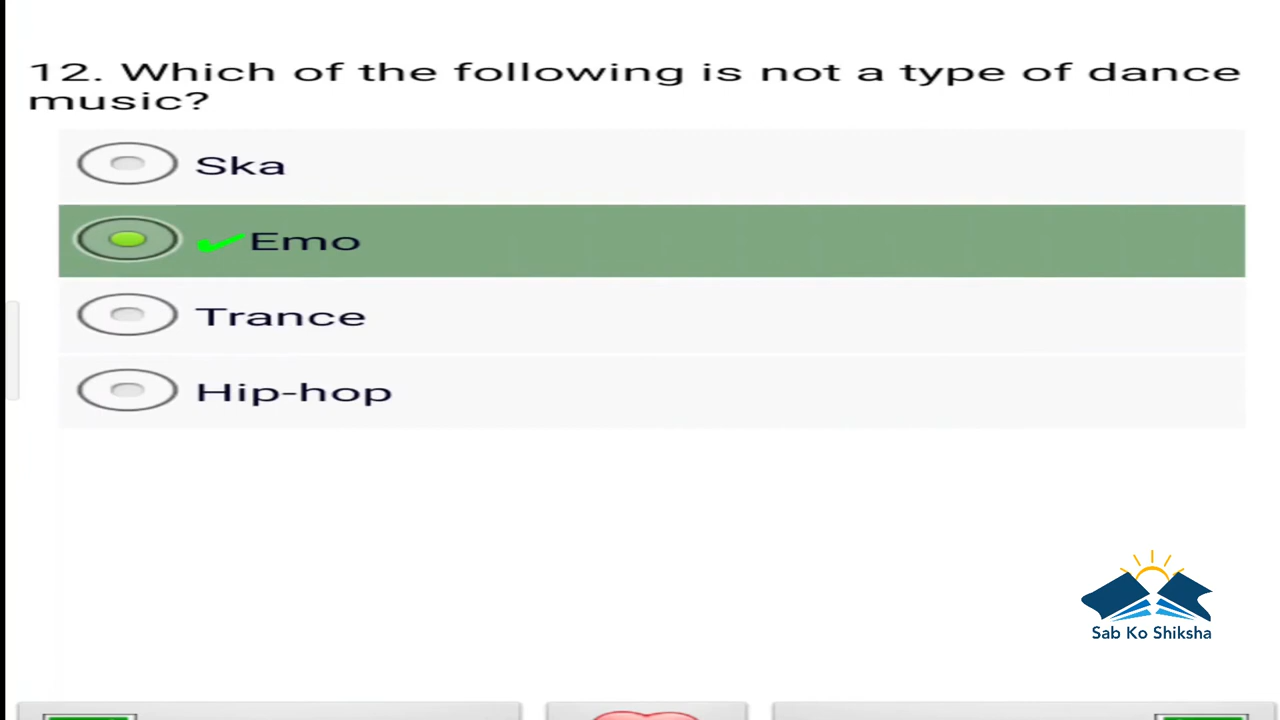 12. Which of the following is not a type of dance
music?
Ska
Emo
Trance
Hip-hop
Sab Ko Shiksha